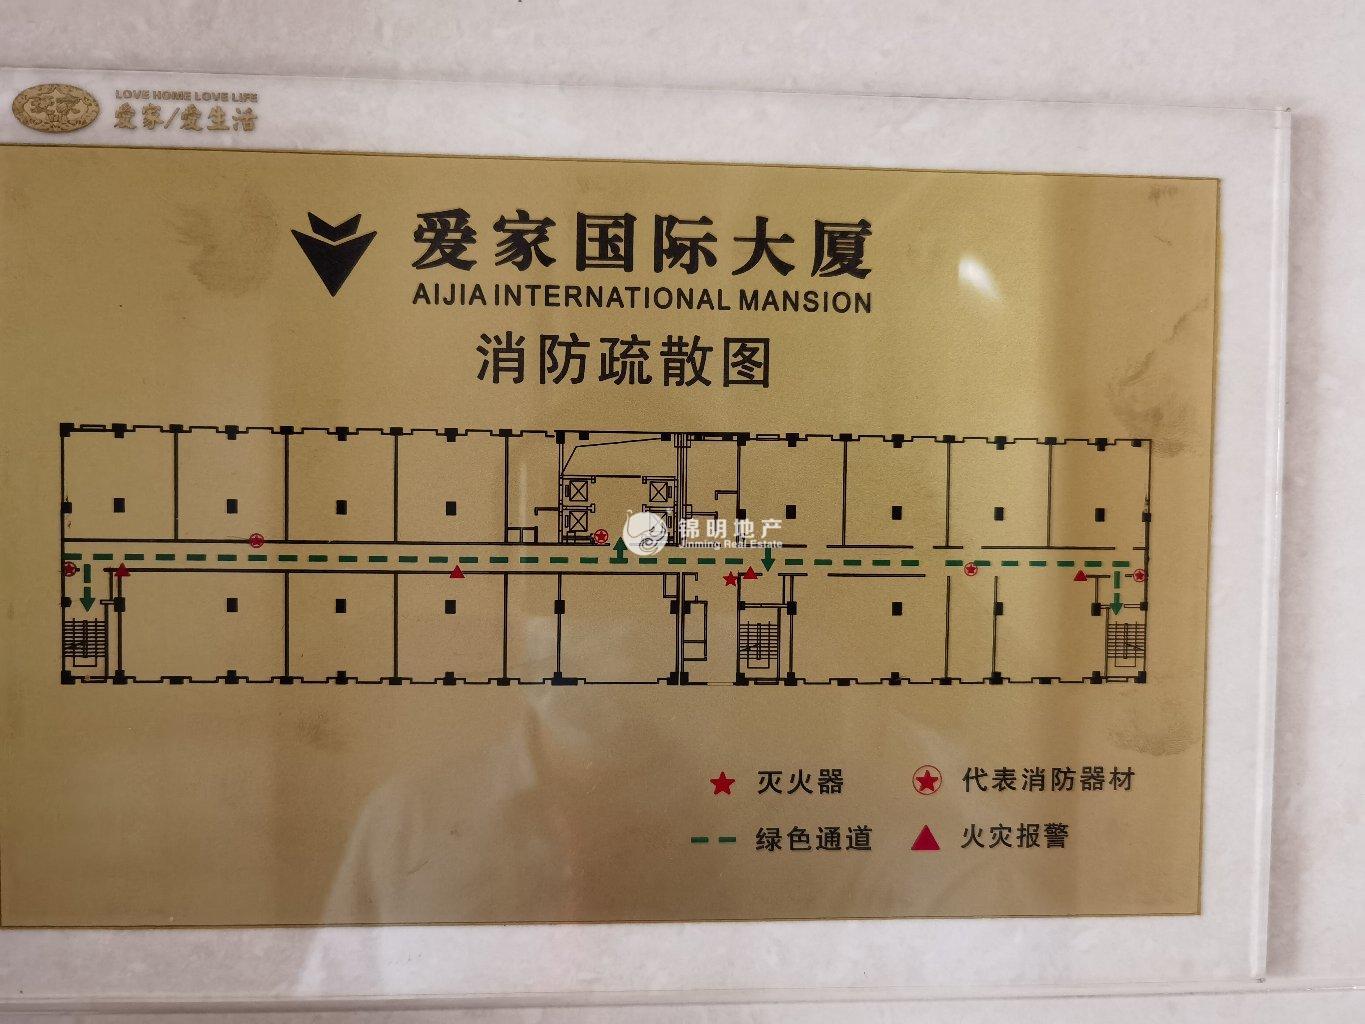 LOVE HOME LOVE LIFE
爱家/爱生活
爱家国际大厦
AIJIA INTERNATIONAL MANSION
消防疏散图
锦明地产
Jinming Real Estate
灭火器
代表消防器材
绿色通道
火灾报警